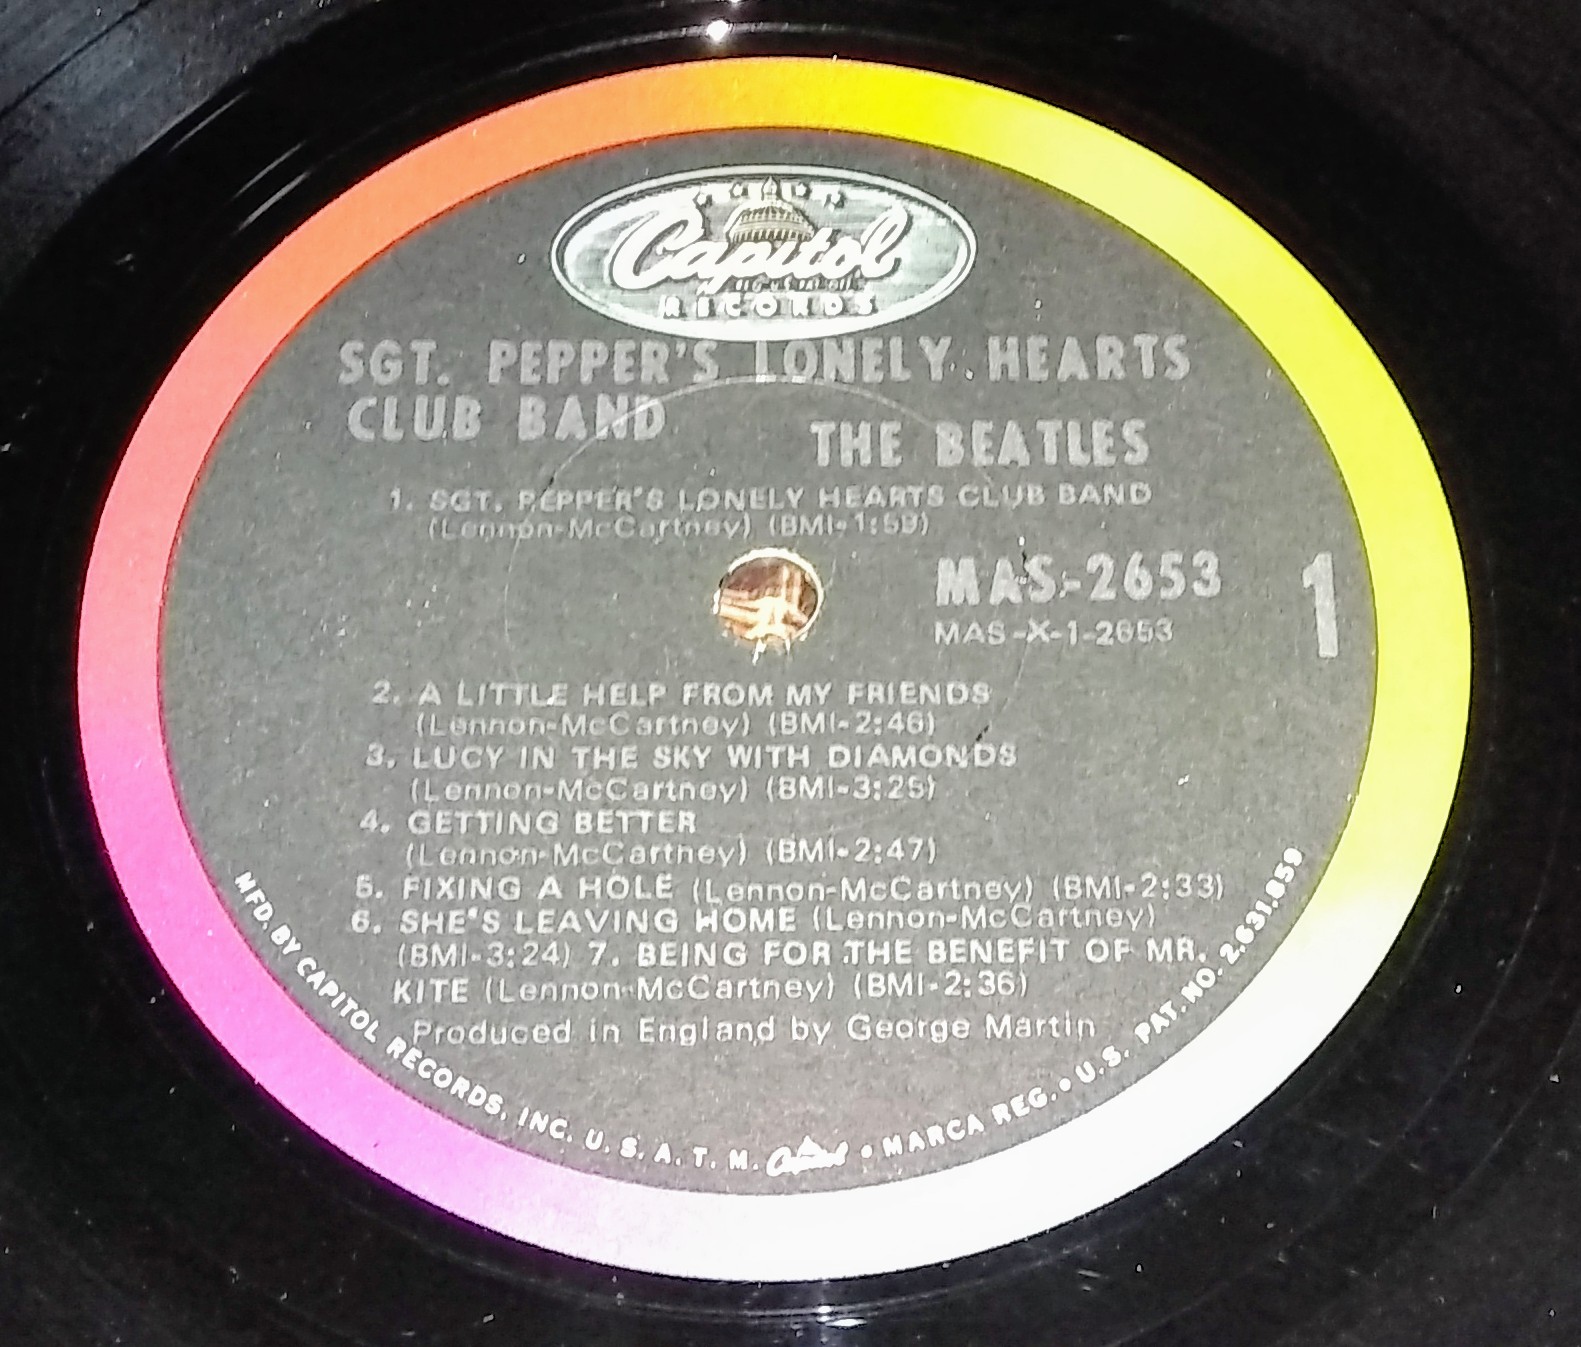 Capitol
RECORDS
SGT. PEPPER'S LONELY HEARTS
CLUB BAND
THE BEATLES
1. SGT. PEPPER'S LONELY HEARTS CLUB BAND
(Lennon-McCartney) (BMI-1:59)
MAS-2653
1
MAS-X-1-2653
2. A LITTLE HELP FROM MY FRIENDS
(Lennon-McCartney) (BMI-2:46)
3. LUCY IN THE SKY WITH DIAMONDS
(Lennon-McCartney) (BMI-3:25)
4. GETTING BETTER
(Lennon-McCartney) (BMI-2:47)
5. FIXING A HOLE (Lennon-McCartney) (BMI-2:33)
6. SHE'S LEAVING HOME (Lennon-McCartney)
(BMI-3:24) 7. BEING FOR THE BENEFIT OF MR.
KITE (Lennon-McCartney) (BMI-2:36)
Produced in England by George Martin
MFD. BY CAPITOL RECORDS, INC. U. S. A. T. M. Capitol • MARCA REG. • U.S. PAT. NO. 2,631,859